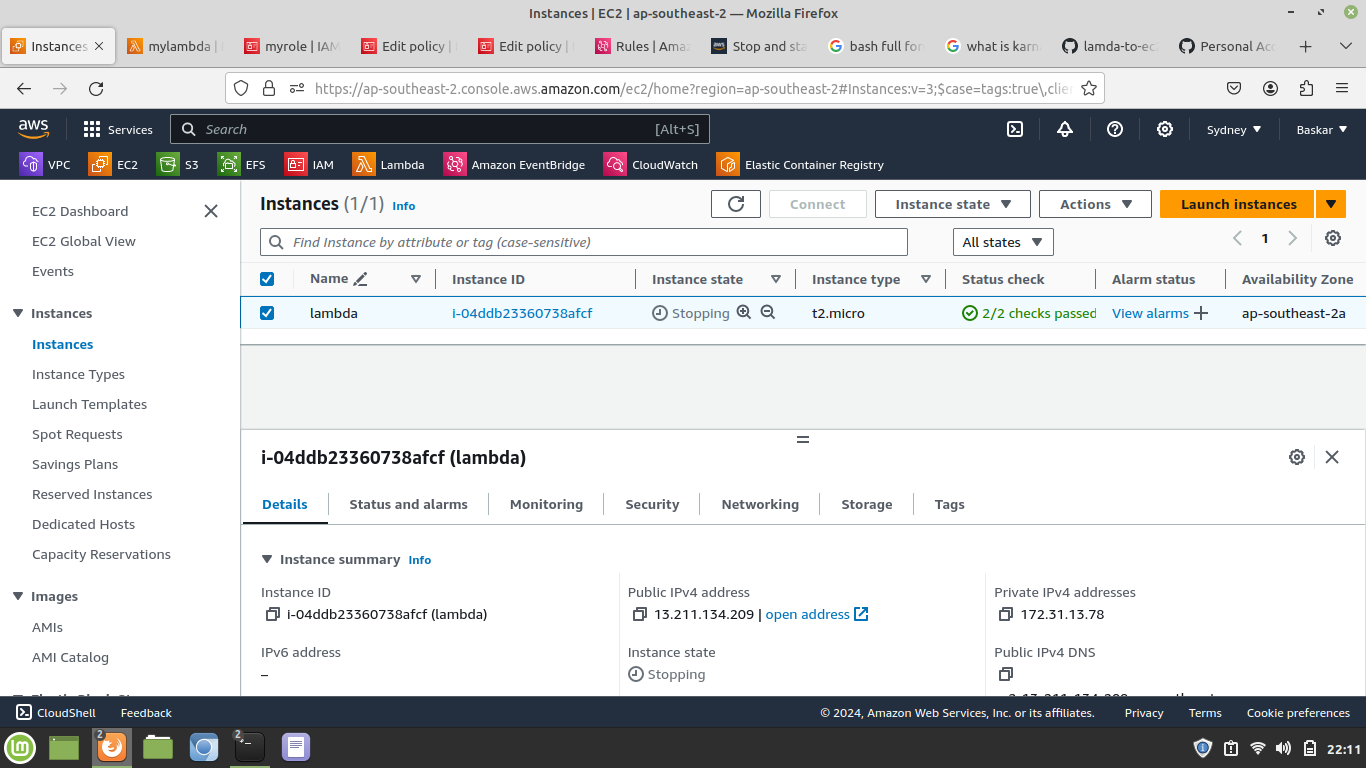 Instances | EC2 | ap-southeast-2 — Mozilla Firefox
Instances mylambda | myrole | IAM Edit policy | Edit policy | Rules | Amaz Stop and sta bash full for what is karn lamda-to-ec Personal Acc
https://ap-southeast-2.console.aws.amazon.com/ec2/home?region=ap-southeast-2#Instances:v=3;$case=tags:true\,clien
aws Services Search [Alt+S] Sydney Baskar
VPC EC2 S3 EFS IAM Lambda Amazon EventBridge CloudWatch Elastic Container Registry
EC2 Dashboard
EC2 Global View
Events
Instances
Instances
Instance Types
Launch Templates
Spot Requests
Savings Plans
Reserved Instances
Dedicated Hosts
Capacity Reservations
Images
AMIs
AMI Catalog
Instances (1/1) Info Connect Instance state Actions Launch instances
Find Instance by attribute or tag (case-sensitive) All states 1
Name Instance ID Instance state Instance type Status check Alarm status Availability Zone
lambda i-04ddb23360738afcf Stopping t2.micro 2/2 checks passed View alarms ap-southeast-2a
i-04ddb23360738afcf (lambda)
Details Status and alarms Monitoring Security Networking Storage Tags
Instance summary Info
Instance ID Public IPv4 address Private IPv4 addresses
i-04ddb23360738afcf (lambda) 13.211.134.209 | open address 172.31.13.78
IPv6 address Instance state Public IPv4 DNS
– Stopping
CloudShell Feedback © 2024, Amazon Web Services, Inc. or its affiliates. Privacy Terms Cookie preferences
2 2 22:11